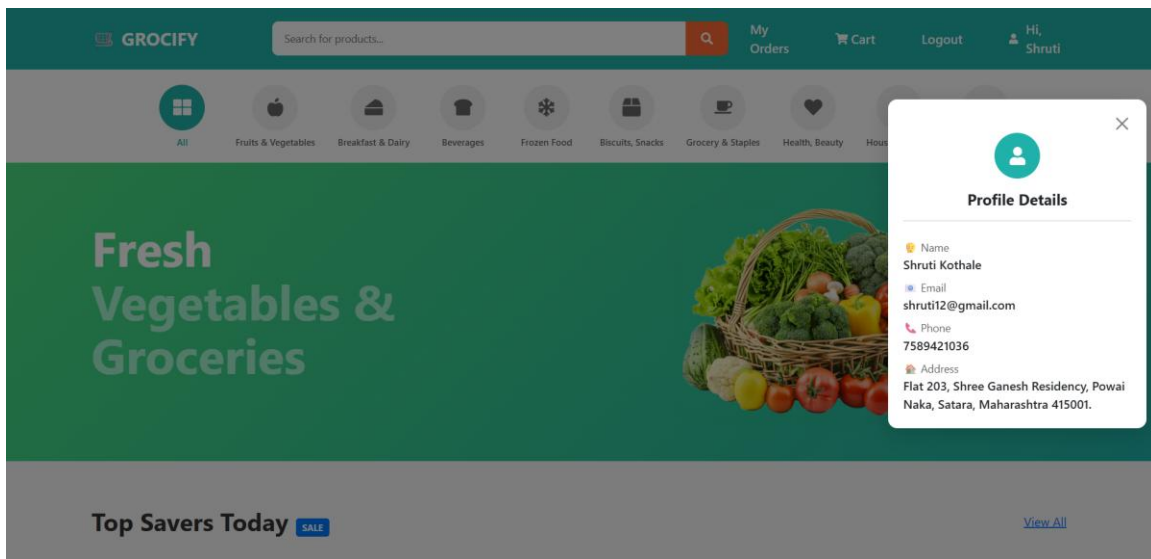 GROCIFY
Search for products...
My
Orders
Cart
Logout
Hi,
Shruti
All
Fruits & Vegetables
Breakfast & Dairy
Beverages
Frozen Food
Biscuits, Snacks
Grocery & Staples
Health, Beauty
Hous
Profile Details
Name
Shruti Kothale
Email
shruti12@gmail.com
Phone
7589421036
Address
Flat 203, Shree Ganesh Residency, Powai
Naka, Satara, Maharashtra 415001.
Fresh
Vegetables &
Groceries
Top Savers Today SALE
View All